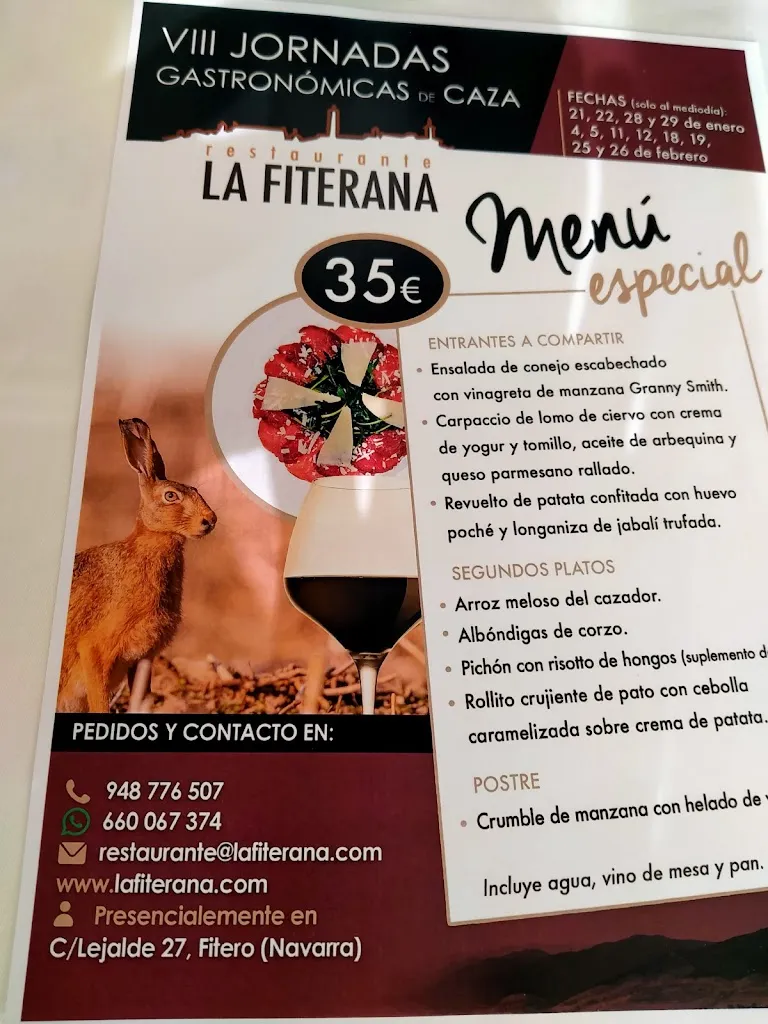 VIII JORNADAS
GASTRONÓMICAS DE CAZA
FECHAS (solo al mediodía):
21, 22, 28 y 29 de enero
4, 5, 11, 12, 18, 19,
25 y 26 de febrero
restaurante
LA FITERANA
Menú
especial
35€
ENTRANTES A COMPARTIR
• Ensalada de conejo escabechado
con vinagreta de manzana Granny Smith.
• Carpaccio de lomo de ciervo con crema
de yogur y tomillo, aceite de arbequina y
queso parmesano rallado.
• Revuelto de patata confitada con huevo
poché y longaniza de jabalí trufada.
SEGUNDOS PLATOS
• Arroz meloso del cazador.
• Albóndigas de corzo.
• Pichón con risotto de hongos (suplemento
• Rollito crujiente de pato con cebolla
caramelizada sobre crema de patata.
POSTRE
• Crumble de manzana con helado de
Incluye agua, vino de mesa y pan.
PEDIDOS Y CONTACTO EN:
948 776 507
660 067 374
restaurante@lafiterana.com
www.lafiterana.com
Presencialemente en
C/Lejalde 27, Fitero (Navarra)